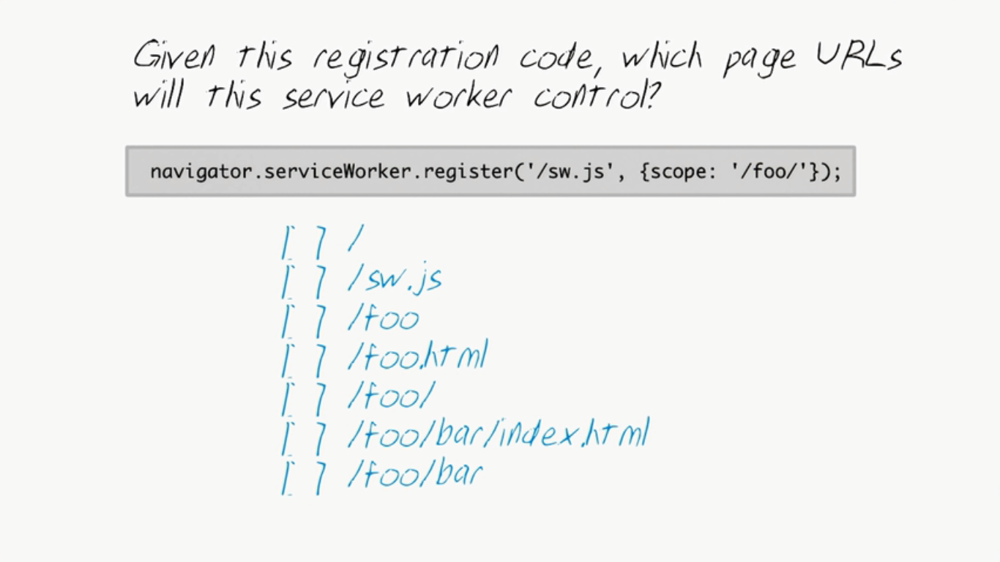 Given this registration code, which page URLs
will this service worker control?
navigator.serviceWorker.register('/sw.js', {scope: '/foo/'});
[ ] /
[ ] /sw.js
[ ] /foo
[ ] /foo.html
[ ] /foo/
[ ] /foo/bar/index.html
[ ] /foo/bar